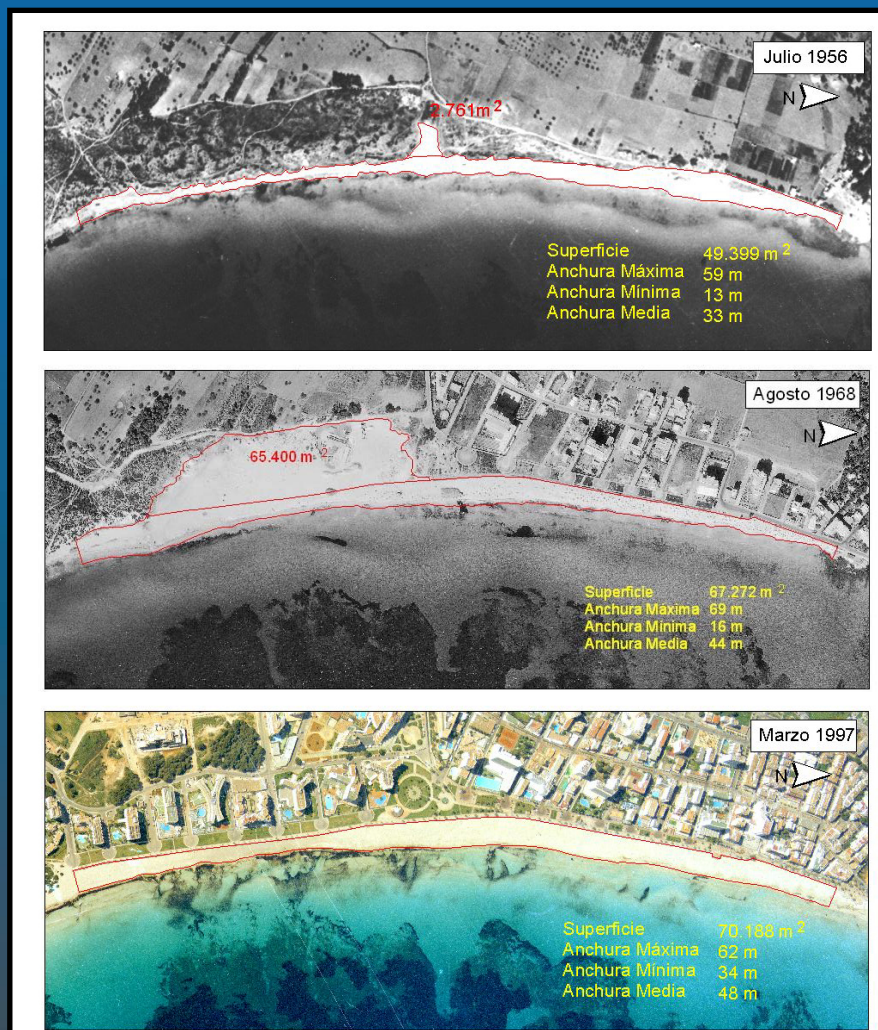 Julio 1956
N
2.761m 2
Superficie 49.399 m 2
Anchura Máxima 59 m
Anchura Mínima 13 m
Anchura Media 33 m
Agosto 1968
N
65.400 m 2
Superficie 67.272 m 2
Anchura Máxima 69 m
Anchura Mínima 16 m
Anchura Media 44 m
Marzo 1997
N
Superficie 70.188 m 2
Anchura Máxima 62 m
Anchura Mínima 34 m
Anchura Media 48 m